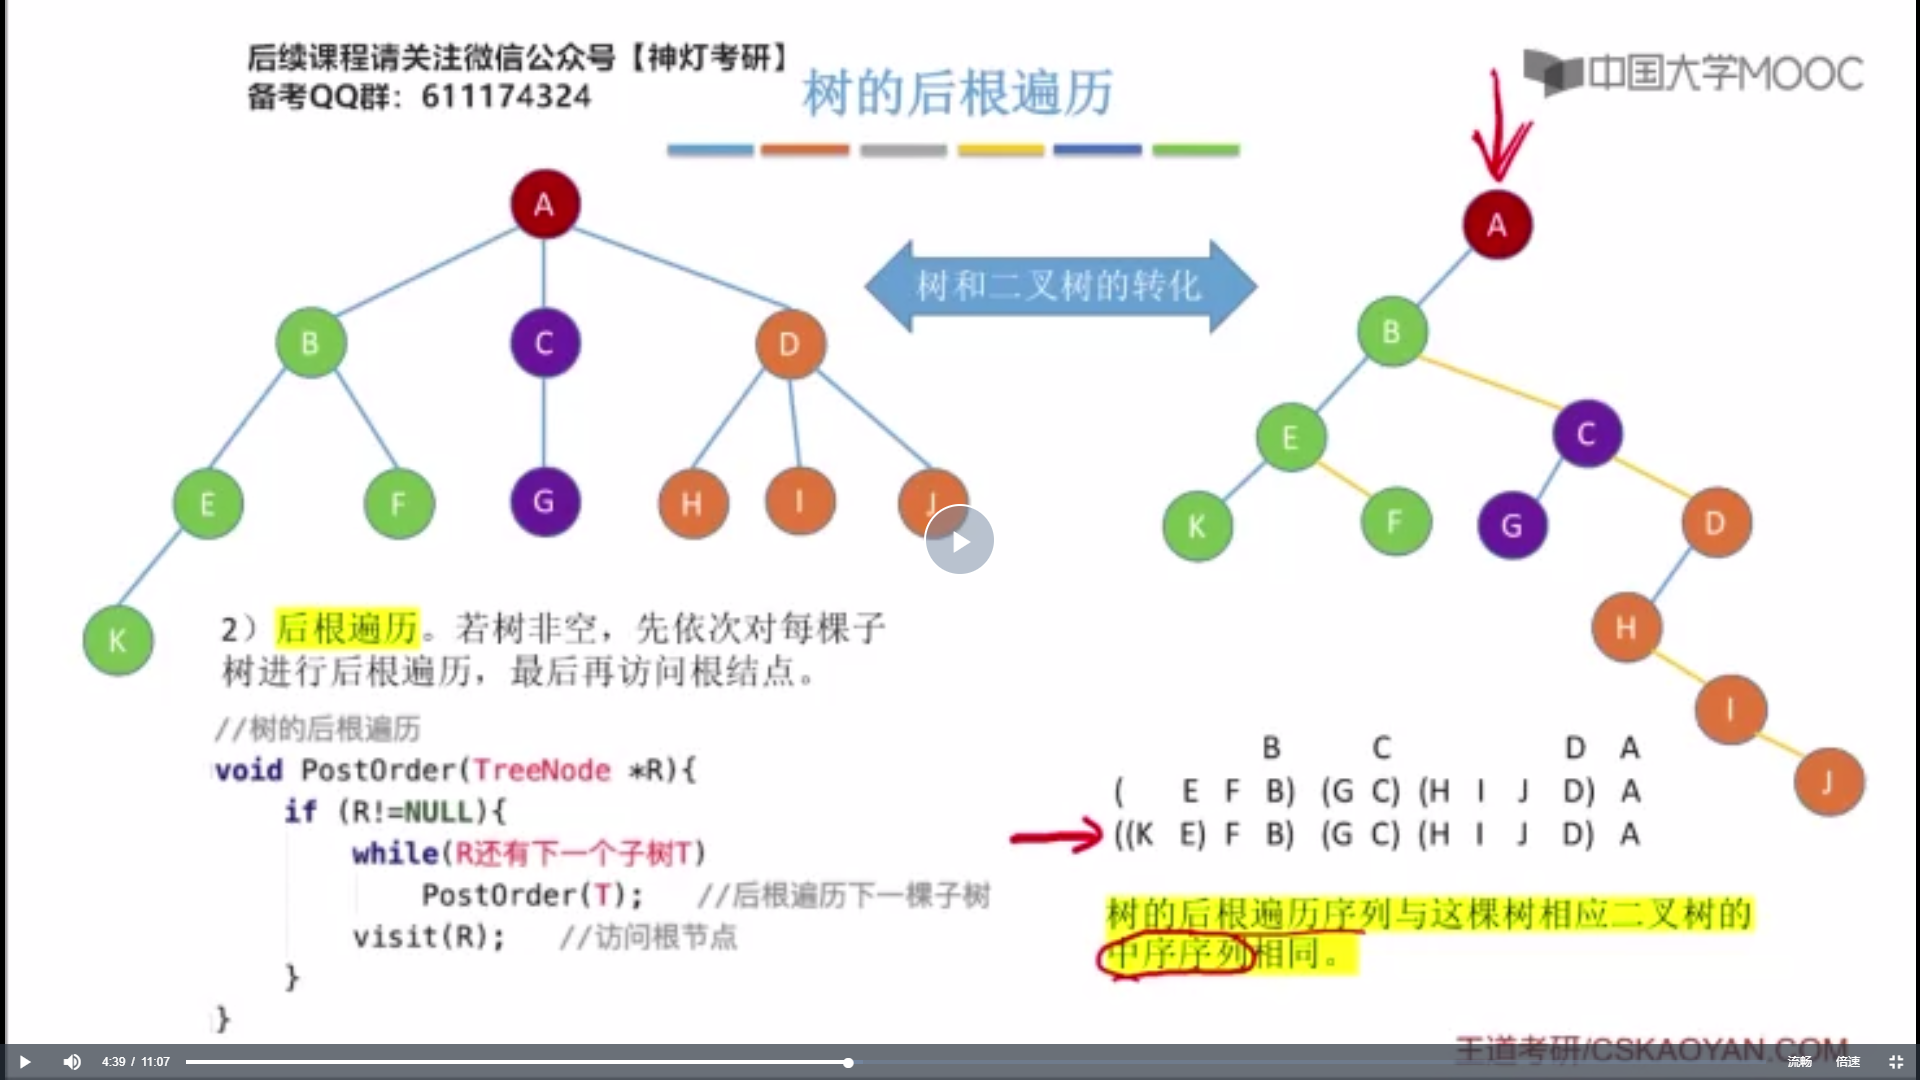 后续课程请关注微信公众号【神灯考研】
备考QQ群：611174324
树的后根遍历
中国大学MOOC
A
B
C
D
E
F
G
H
I
J
K
树和二叉树的转化
A
B
E
C
K
F
G
D
H
I
J
2）后根遍历。若树非空，先依次对每棵子
树进行后根遍历，最后再访问根结点。
//树的后根遍历
void PostOrder(TreeNode *R){
if (R!=NULL){
while(R还有下一个子树T)
PostOrder(T); //后根遍历下一棵子树
visit(R); //访问根节点
}
}
B C D A
( E F B) (G C) (H I J D) A
((K E) F B) (G C) (H I J D) A
树的后根遍历序列与这棵树相应二叉树的
中序序列相同。
王道考研/CSKAOYAN.COM
4:39 / 11:07
流畅 倍速